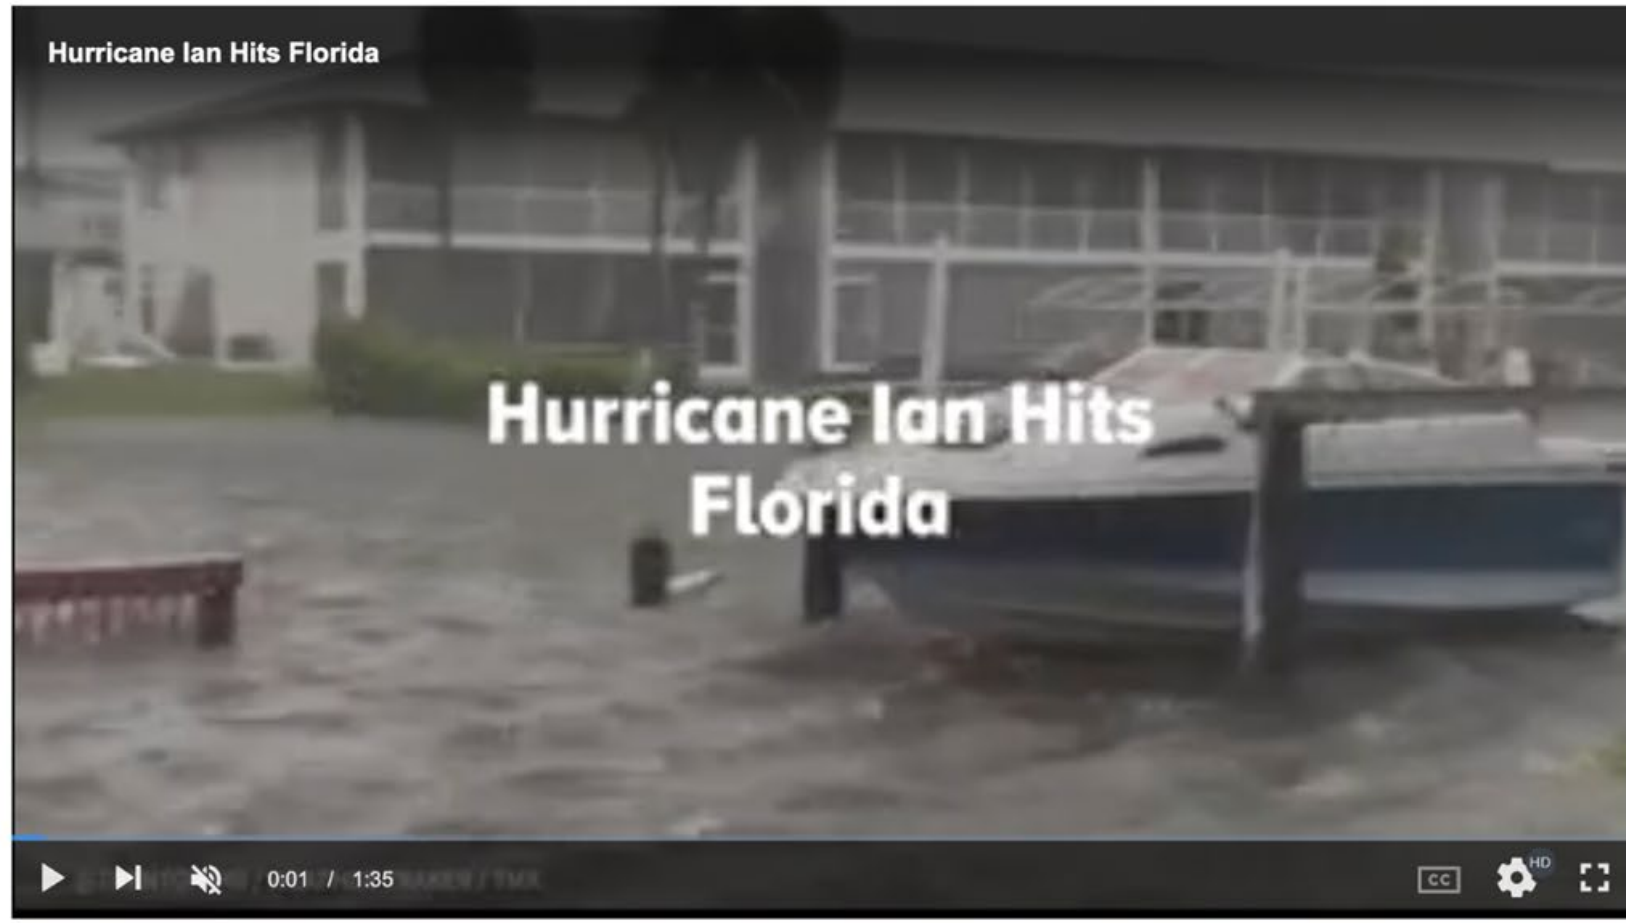 Hurricane Ian Hits Florida
Hurricane Ian Hits
Florida
0:01 / 1:35
CC
HD